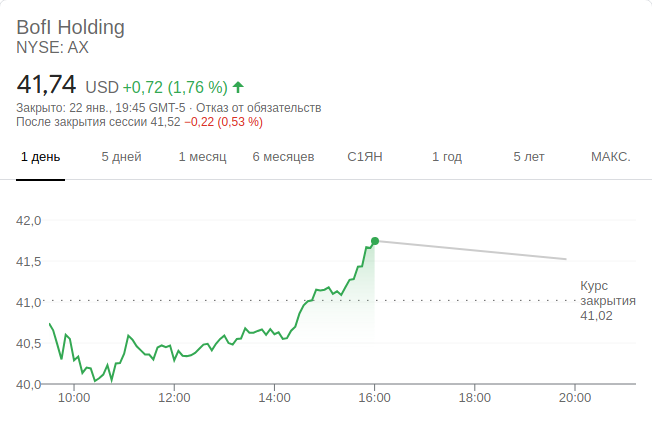 BofI Holding
NYSE: AX
41,74 USD +0,72 (1,76 %)
Закрыто: 22 янв., 19:45 GMT-5 · Отказ от обязательств
После закрытия сессии 41,52 −0,22 (0,53 %)
1 день 5 дней 1 месяц 6 месяцев С1ЯН 1 год 5 лет МАКС.
42,0
41,5
Курс
41,0 закрытия
41,02
40,5
40,0
10:00 12:00 14:00 16:00 18:00 20:00